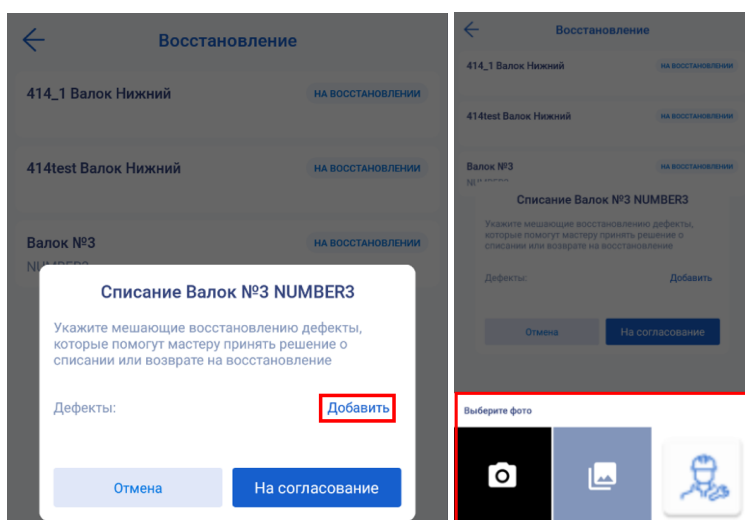 Восстановление
414_1 Валок Нижний
НА ВОССТАНОВЛЕНИИ
414test Валок Нижний
НА ВОССТАНОВЛЕНИИ
Валок №3
НА ВОССТАНОВЛЕНИИ
Списание Валок №3 NUMBER3
Укажите мешающие восстановлению дефекты,
которые помогут мастеру принять решение о
списании или возврате на восстановление
Дефекты:
Добавить
Отмена
На согласование
Восстановление
414_1 Валок Нижний
НА ВОССТАНОВЛЕНИИ
414test Валок Нижний
НА ВОССТАНОВЛЕНИИ
Валок №3
НА ВОССТАНОВЛЕНИИ
Списание Валок №3 NUMBER3
Укажите мешающие восстановлению дефекты,
которые помогут мастеру принять решение о
списании или возврате на восстановление
Дефекты:
Добавить
Отмена
На согласование
Выберите фото